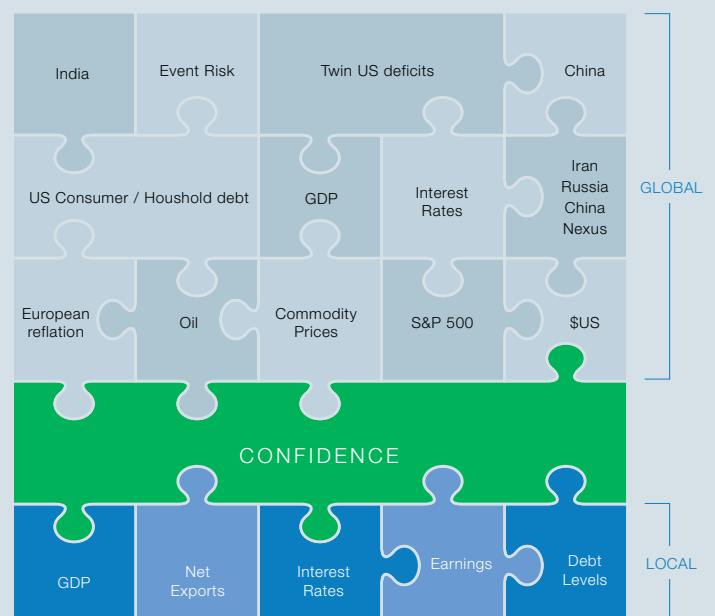 India
Event Risk
Twin US deficits
China
US Consumer / Houshold debt
GDP
Interest
Rates
Iran
Russia
China
Nexus
GLOBAL
European
reflation
Oil
Commodity
Prices
S&P 500
$US
CONFIDENCE
GDP
Net
Exports
Interest
Rates
Earnings
Debt
Levels
LOCAL